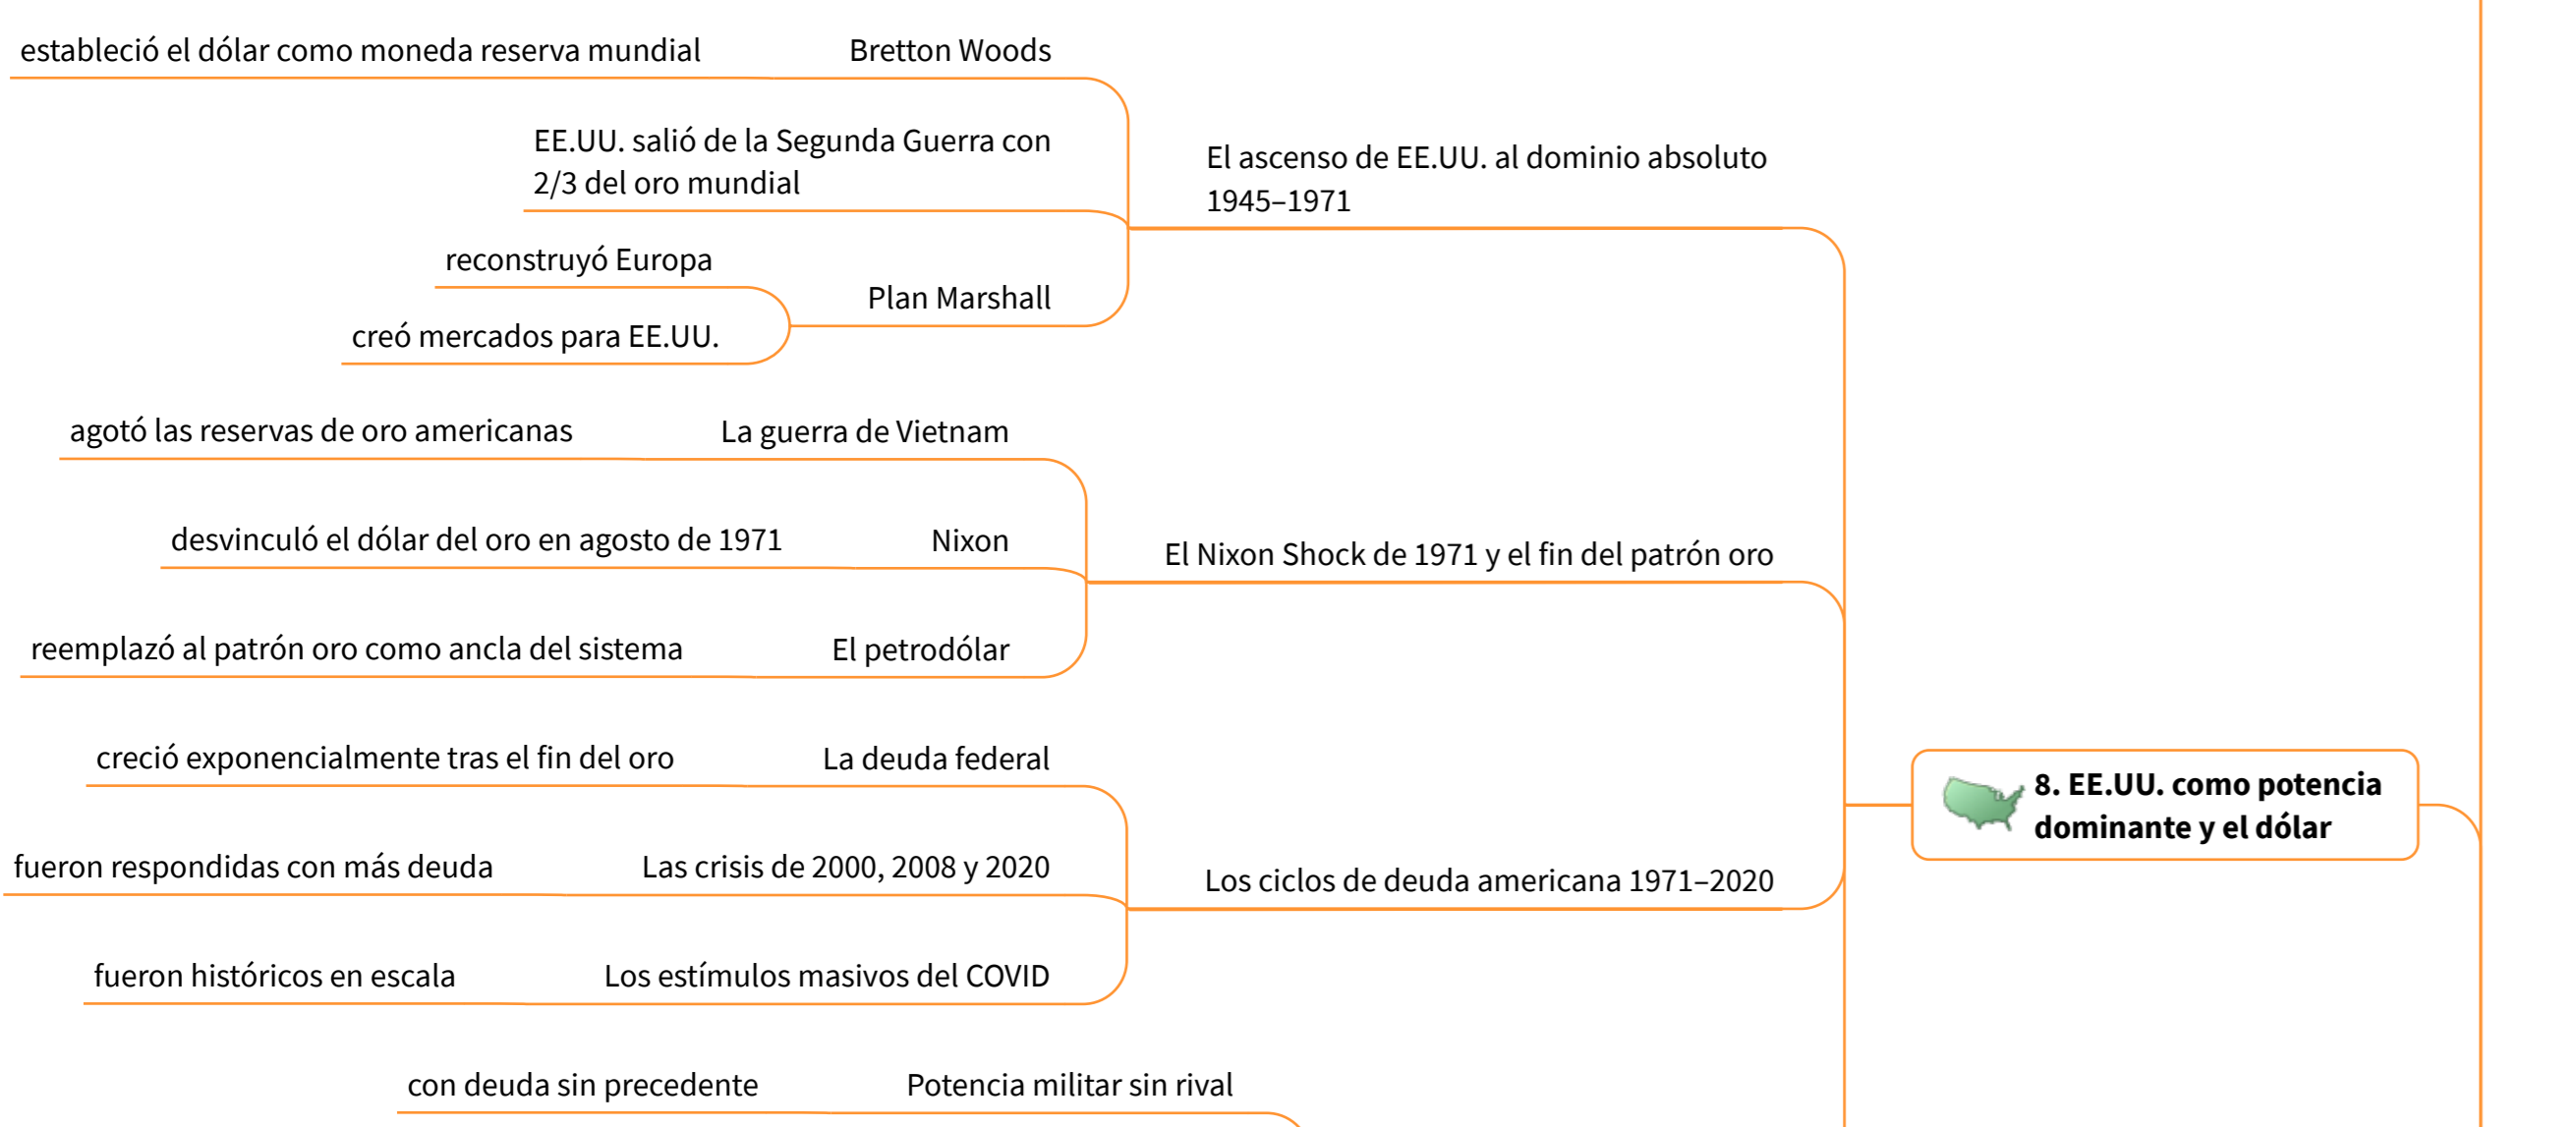 8. EE.UU. como potencia
dominante y el dólar
El ascenso de EE.UU. al dominio absoluto
1945–1971
Bretton Woods
estableció el dólar como moneda reserva mundial
EE.UU. salió de la Segunda Guerra con
2/3 del oro mundial
Plan Marshall
reconstruyó Europa
creó mercados para EE.UU.
El Nixon Shock de 1971 y el fin del patrón oro
La guerra de Vietnam
agotó las reservas de oro americanas
Nixon
desvinculó el dólar del oro en agosto de 1971
El petrodólar
reemplazó al patrón oro como ancla del sistema
Los ciclos de deuda americana 1971–2020
La deuda federal
creció exponencialmente tras el fin del oro
Las crisis de 2000, 2008 y 2020
fueron respondidas con más deuda
Los estímulos masivos del COVID
fueron históricos en escala
Potencia militar sin rival
con deuda sin precedente